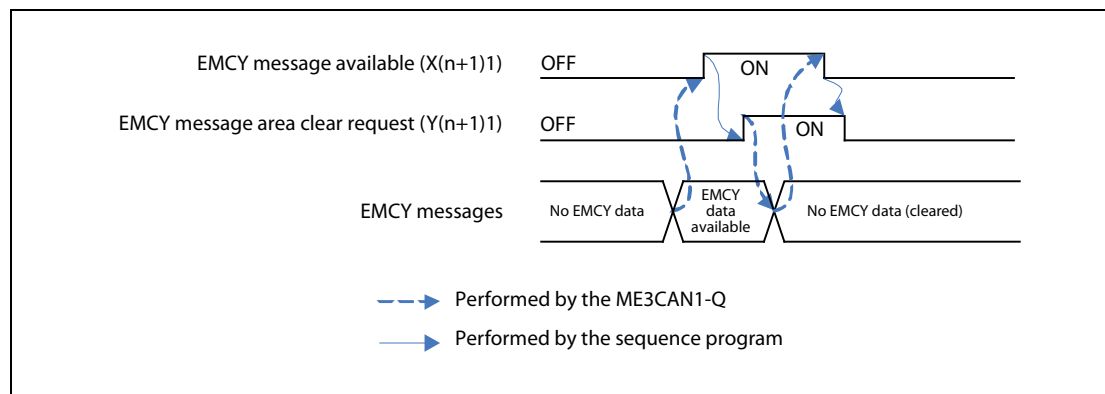 EMCY message available (X(n+1)1)
OFF
ON
EMCY message area clear request (Y(n+1)1)
OFF
ON
EMCY messages
No EMCY data
EMCY
data
available
No EMCY data (cleared)
Performed by the ME3CAN1-Q
Performed by the sequence program